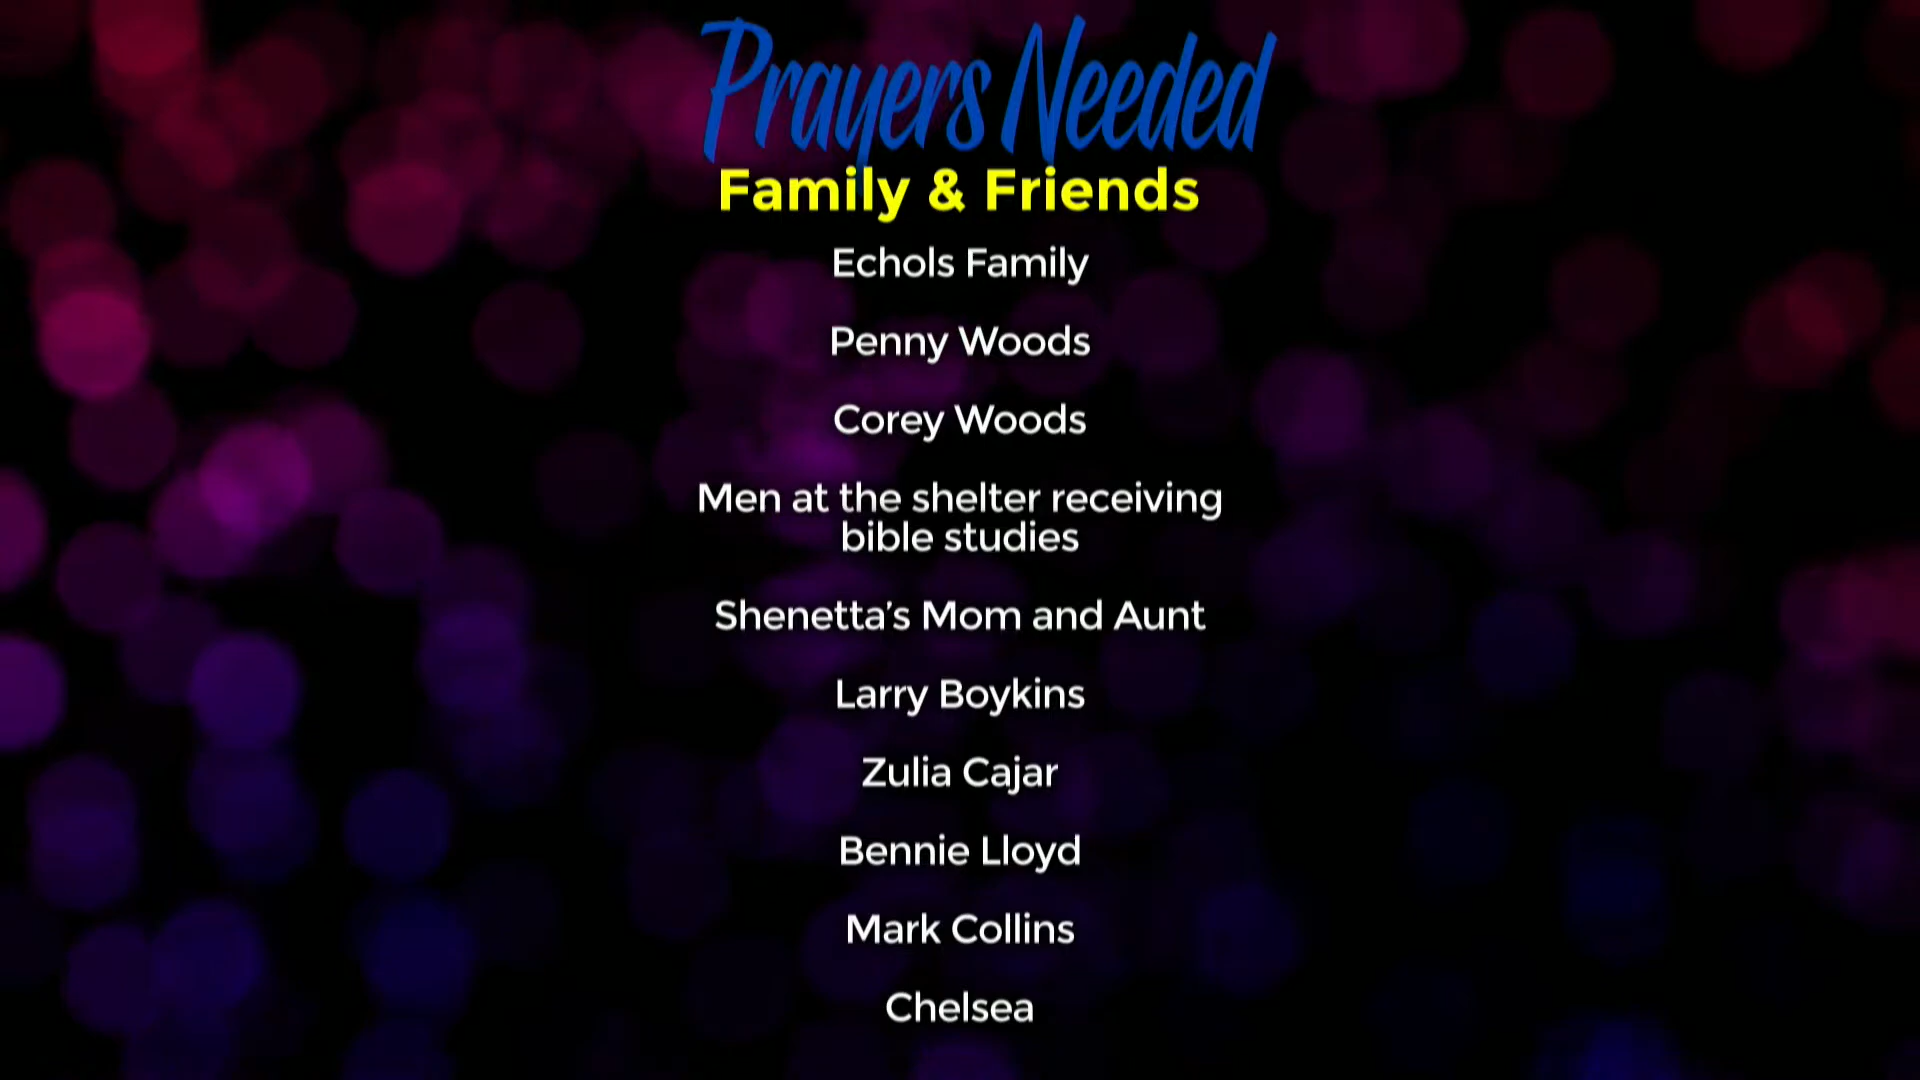 Prayers Needed
Family & Friends
Echols Family
Penny Woods
Corey Woods
Men at the shelter receiving
bible studies
Shenetta’s Mom and Aunt
Larry Boykins
Zulia Cajar
Bennie Lloyd
Mark Collins
Chelsea